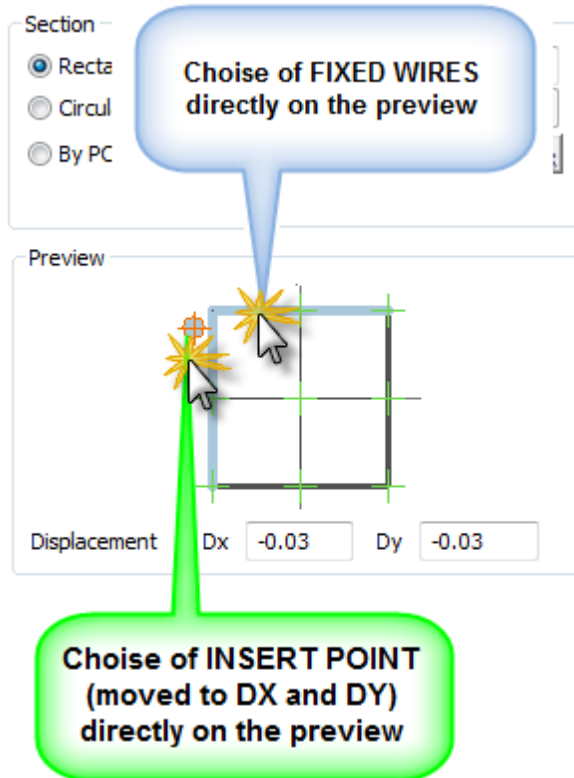 Section
Recta
Circul
By PC
Choise of FIXED WIRES
directly on the preview
Preview
Displacement Dx -0.03 Dy -0.03
Choise of INSERT POINT
(moved to DX and DY)
directly on the preview